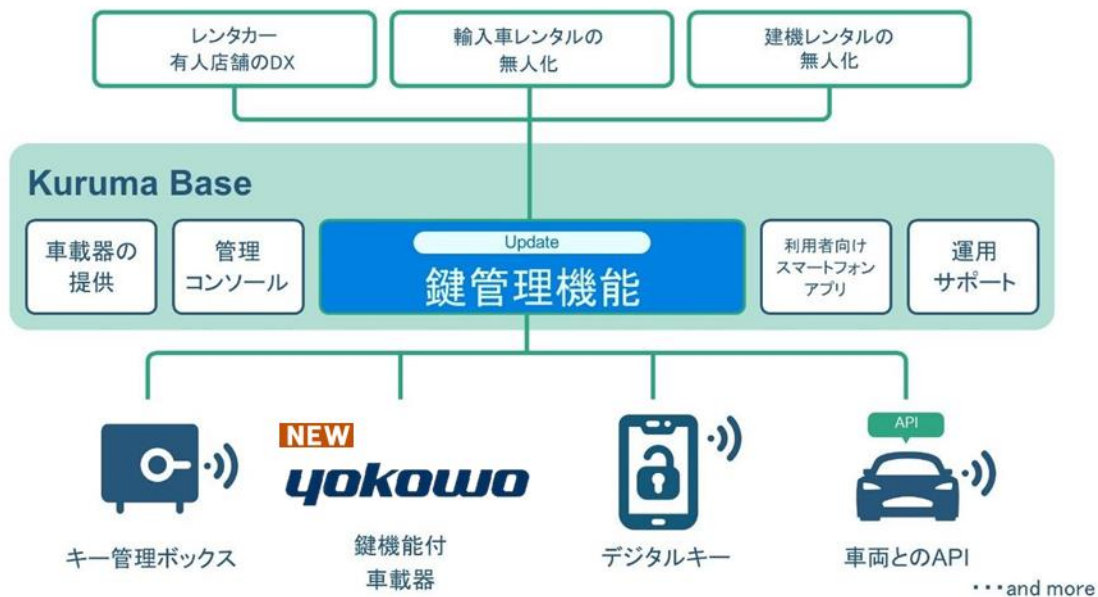 レンタカー
有人店舗のDX
輸入車レンタルの
無人化
建機レンタルの
無人化
Kuruma Base
車載器の
提供
管理
コンソール
Update
鍵管理機能
利用者向け
スマートフォン
アプリ
運用
サポート
キー管理ボックス
NEW
yokowo
鍵機能付
車載器
デジタルキー
API
車両とのAPI
・・・and more